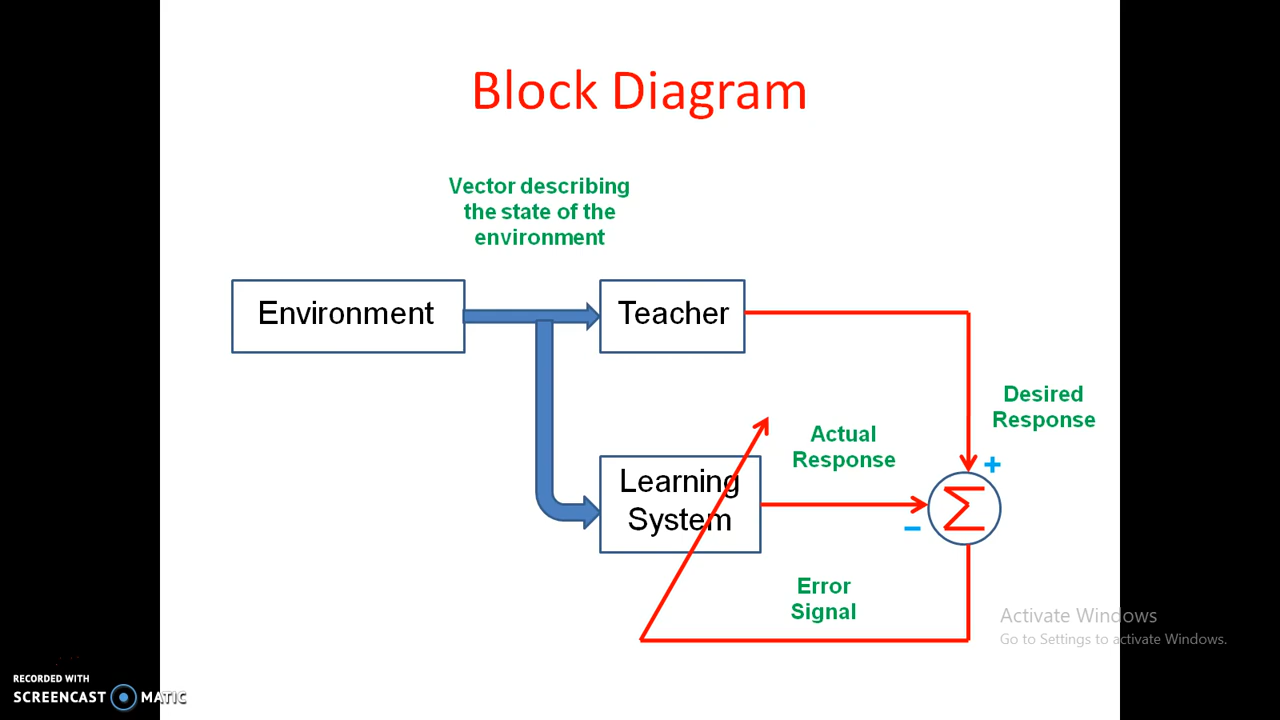 Block Diagram
Vector describing
the state of the
environment
Environment
Teacher
Desired
Response
Actual
Response
+
Learning
System
Σ
−
Error
Signal
Activate Windows
Go to Settings to activate Windows.
RECORDED WITH
SCREENCAST MATIC